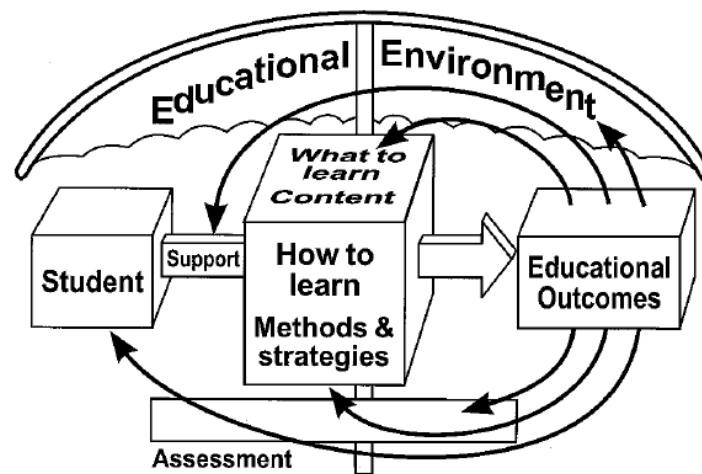 Educational Environment
What to
learn
Content
Student
Support
How to
learn
Methods &
strategies
Educational
Outcomes
Assessment